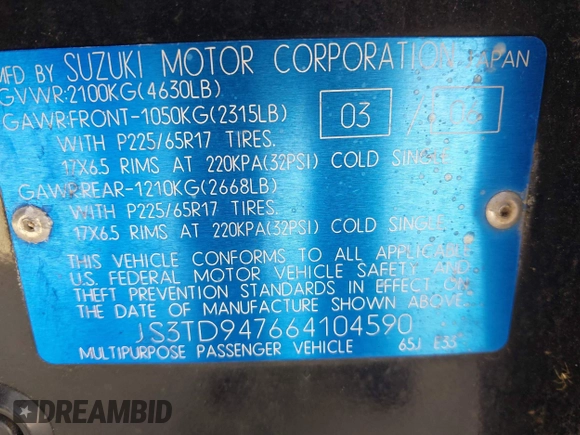 MFD BY SUZUKI MOTOR CORPORATION JAPAN
GVWR:2100KG(4630LB)
GAWR:FRONT-1050KG(2315LB)
03 / 06
WITH P225/65R17 TIRES.
17X6.5 RIMS AT 220KPA(32PSI) COLD SINGLE
GAWR:REAR-1210KG(2668LB)
WITH P225/65R17 TIRES.
17X6.5 RIMS AT 220KPA(32PSI) COLD SINGLE
THIS VEHICLE CONFORMS TO ALL APPLICABLE
U.S. FEDERAL MOTOR VEHICLE SAFETY AND
THEFT PREVENTION STANDARDS IN EFFECT ON
THE DATE OF MANUFACTURE SHOWN ABOVE.
JS3TD947664104590
MULTIPURPOSE PASSENGER VEHICLE 65J E33
DREAMBID